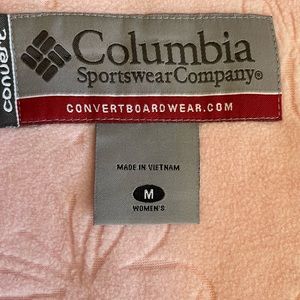 convert
Columbia
Sportswear Company®
CONVERTBOARDWEAR.COM
MADE IN VIETNAM
M
WOMEN'S